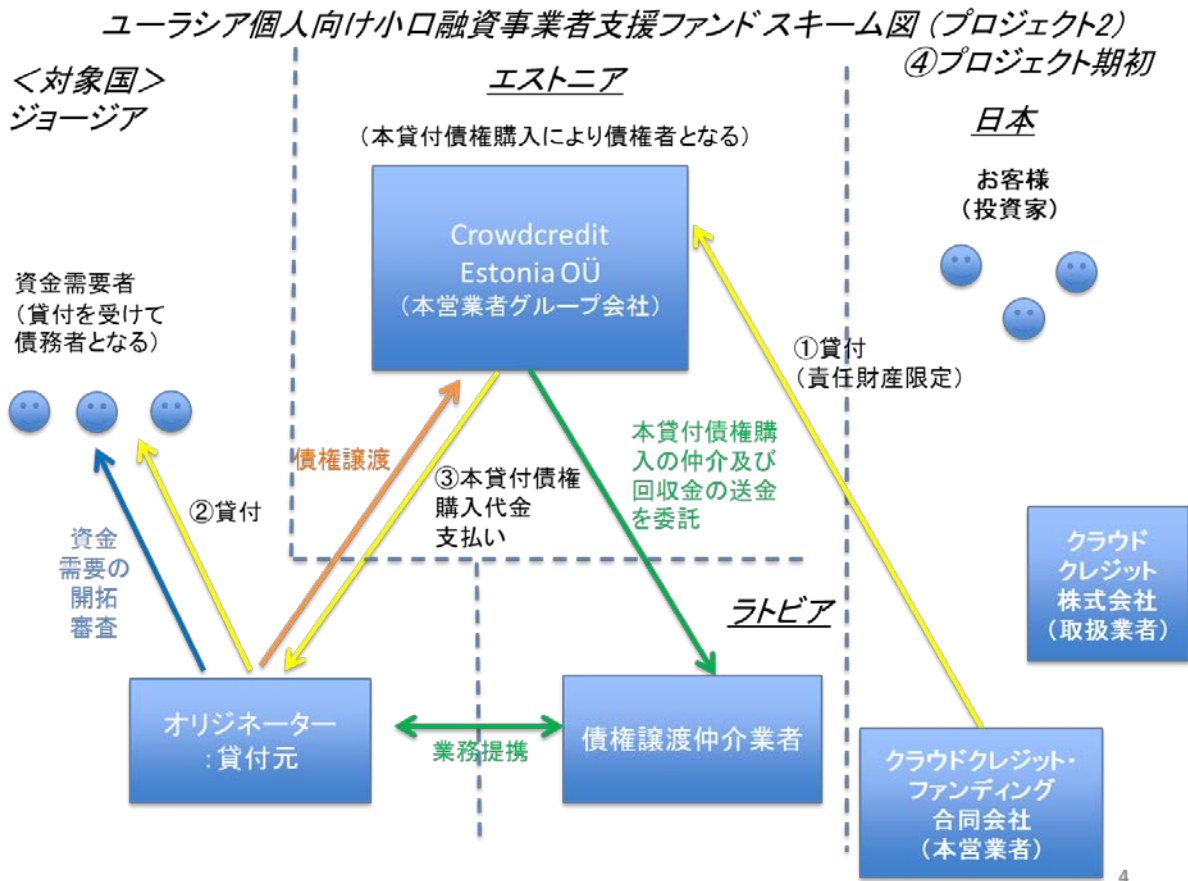 ユーラシア個人向け小口融資事業者支援ファンド スキーム図 (プロジェクト2)
④プロジェクト期初
＜対象国＞
ジョージア
エストニア
日本
(本貸付債権購入により債権者となる)
お客様
(投資家)
Crowdcredit
Estonia OÜ
(本営業者グループ会社)
資金需要者
(貸付を受けて
債務者となる)
①貸付
(責任財産限定)
債権譲渡
③本貸付債権
購入代金
支払い
本貸付債権購
入の仲介及び
回収金の送金
を委託
②貸付
資金
需要の
開拓
審査
クラウド
クレジット
株式会社
(取扱業者)
ラトビア
オリジネーター
:貸付元
業務提携
債権譲渡仲介業者
クラウドクレジット・
ファンディング
合同会社
(本営業者)
4